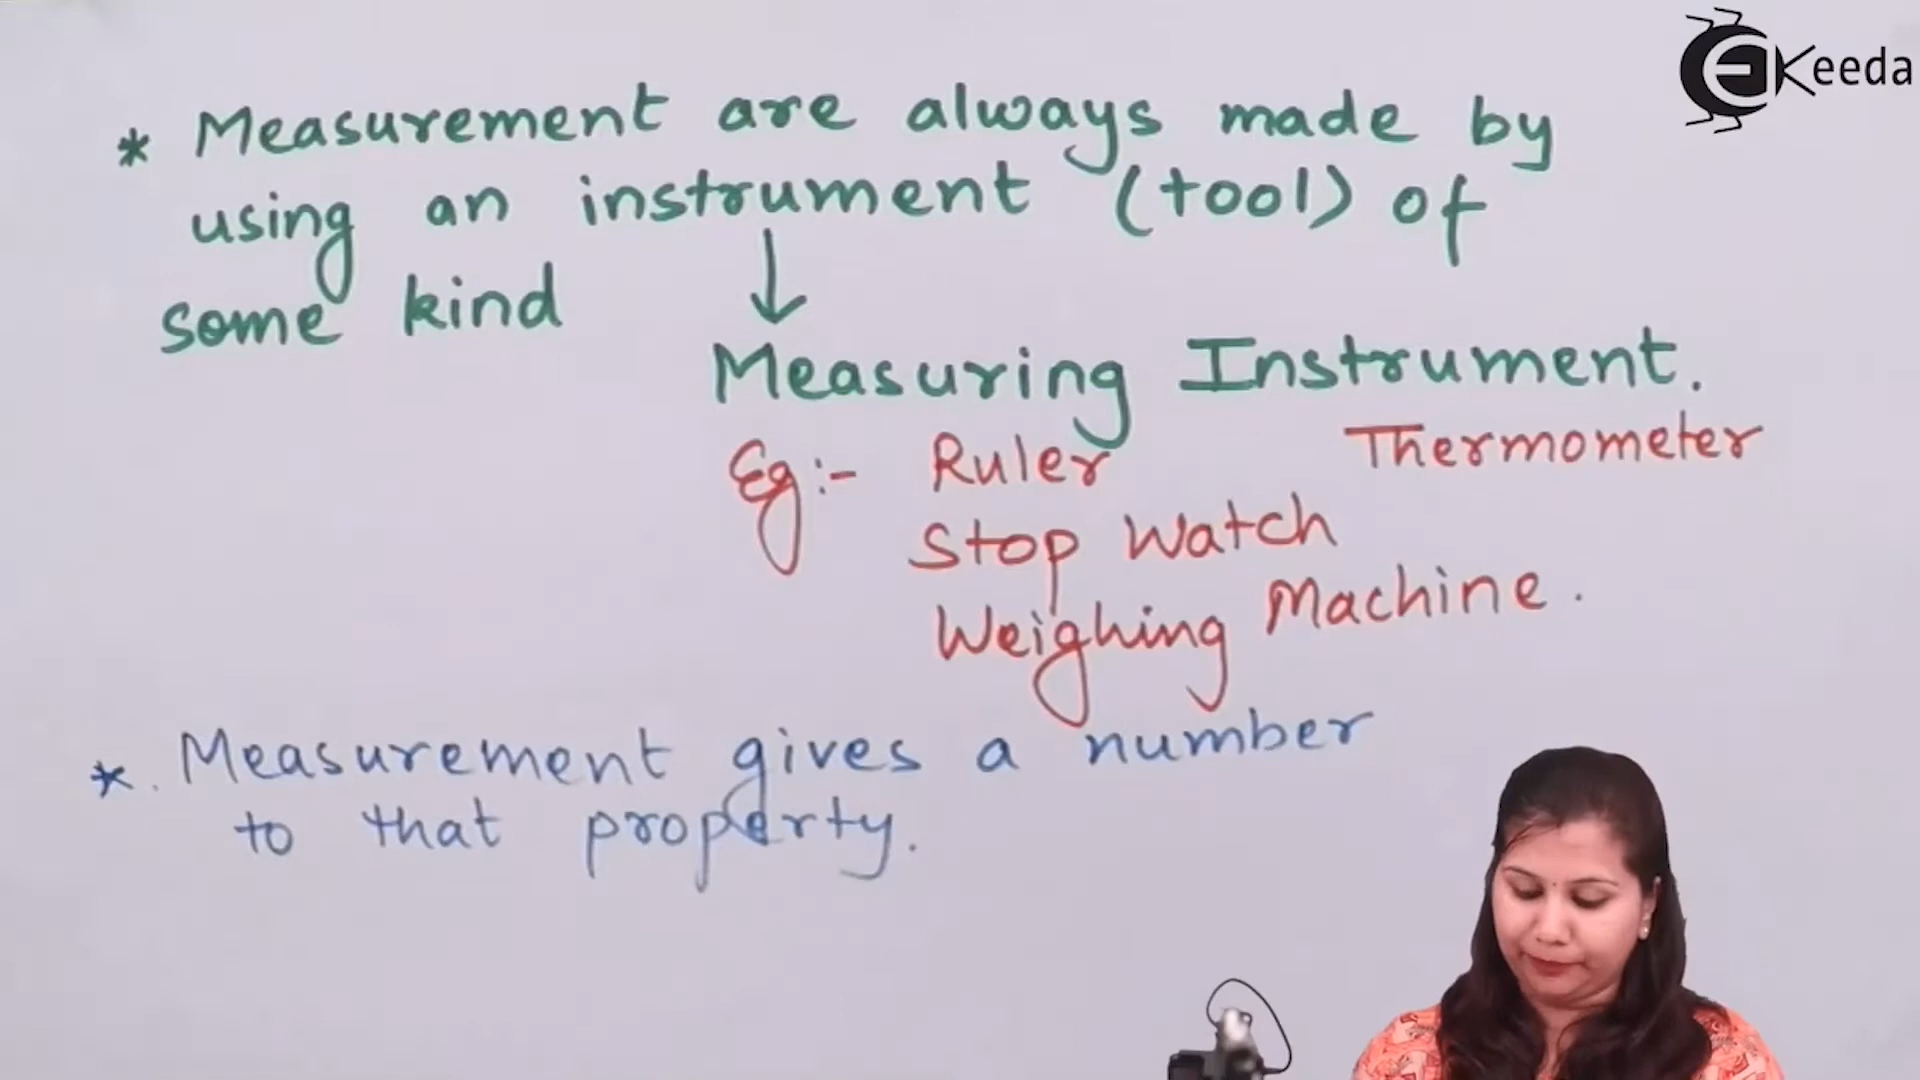 EKeeda
* Measurement are always made by
using an instrument (tool) of
some kind ↓
Measuring Instrument.
Eg:- Ruler Thermometer
Stop Watch
Weighing Machine.
*. Measurement gives a number
to that property.